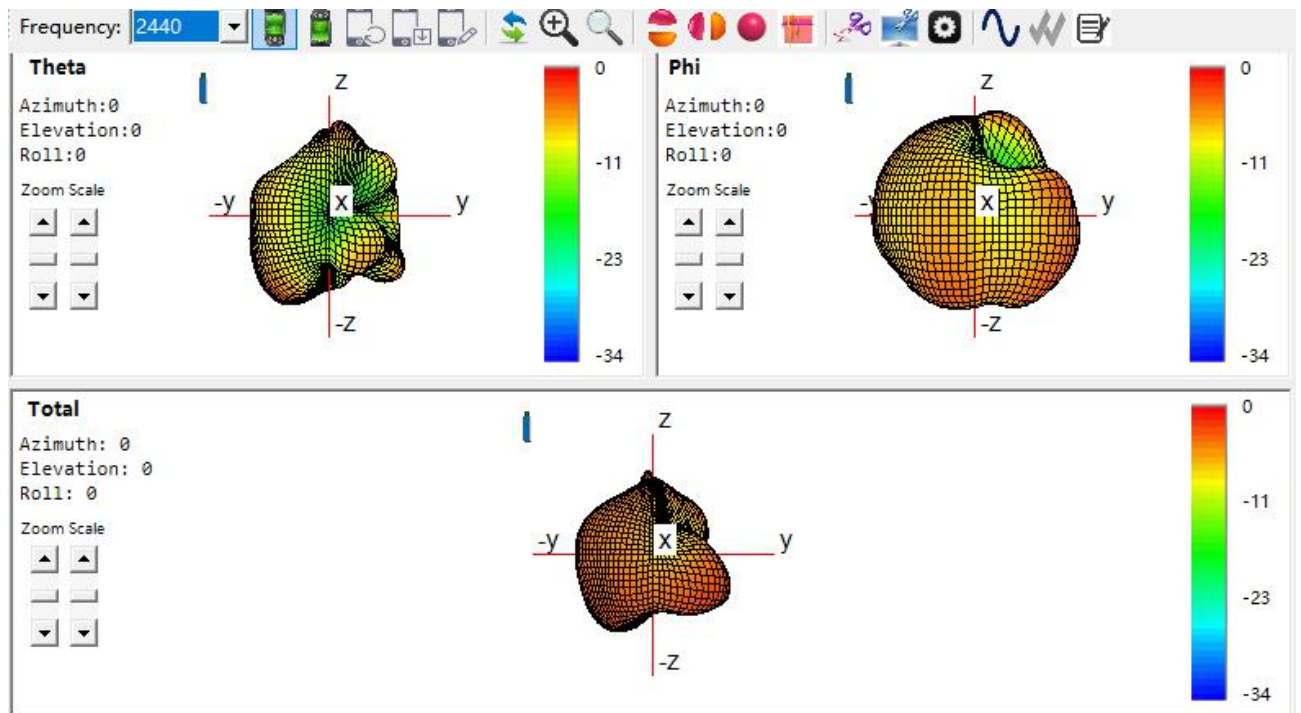 Frequency: 2440
Theta
Azimuth:0
Elevation:0
Roll:0
Zoom Scale
z
-y
x
y
-z
0
-11
-23
-34
Phi
Azimuth:0
Elevation:0
Roll:0
Zoom Scale
z
-y
x
y
-z
0
-11
-23
-34
Total
Azimuth: 0
Elevation: 0
Roll: 0
Zoom Scale
z
-y
x
y
-z
0
-11
-23
-34